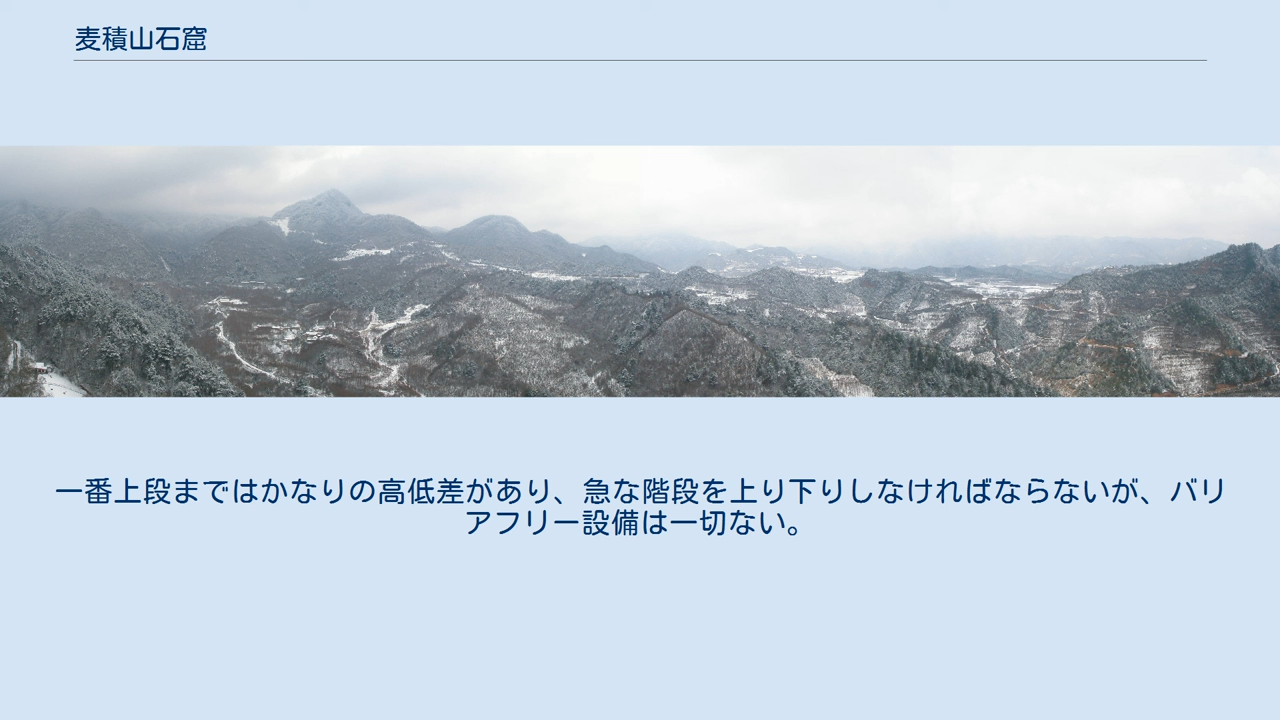 麦積山石窟
一番上段まではかなりの高低差があり、急な階段を上り下りしなければならないが、バリ
アフリー設備は一切ない。